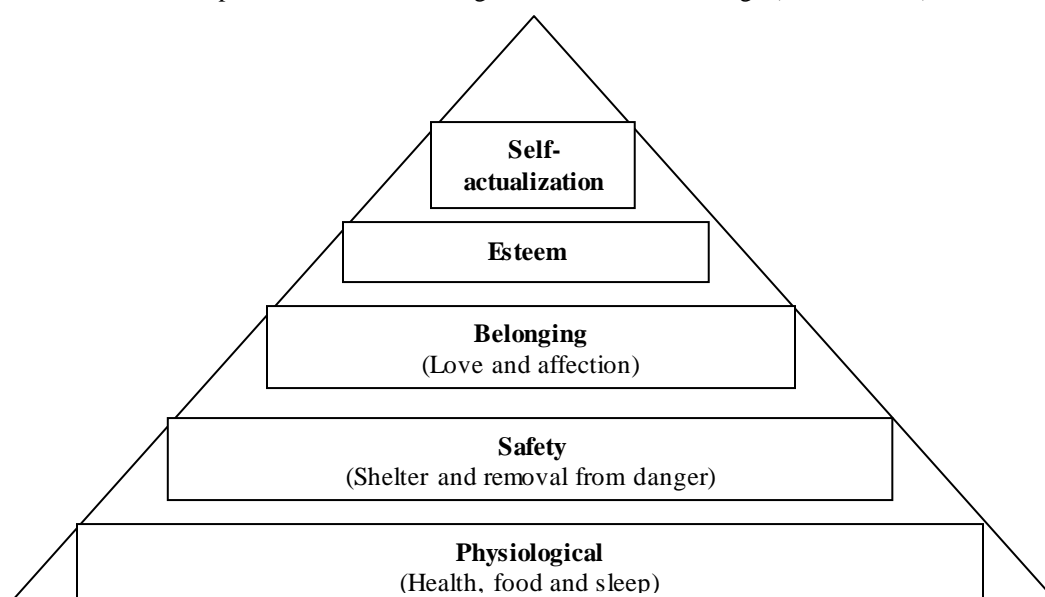 Self-
actualization
Esteem
Belonging
(Love and affection)
Safety
(Shelter and removal from danger)
Physiological
(Health, food and sleep)